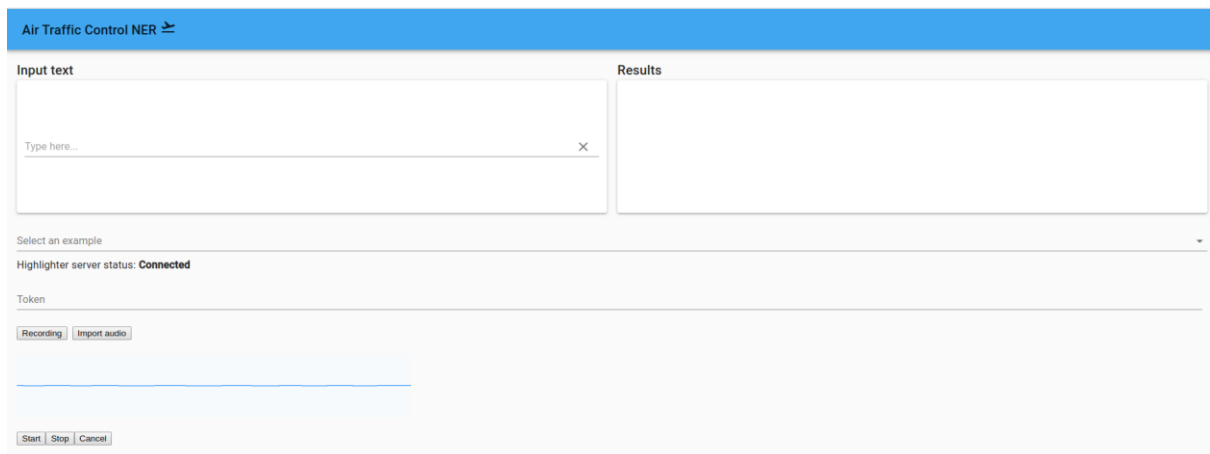 Air Traffic Control NER
Input text
Results
Type here...
Select an example
Highlighter server status: Connected
Token
Recording Import audio
Start Stop Cancel